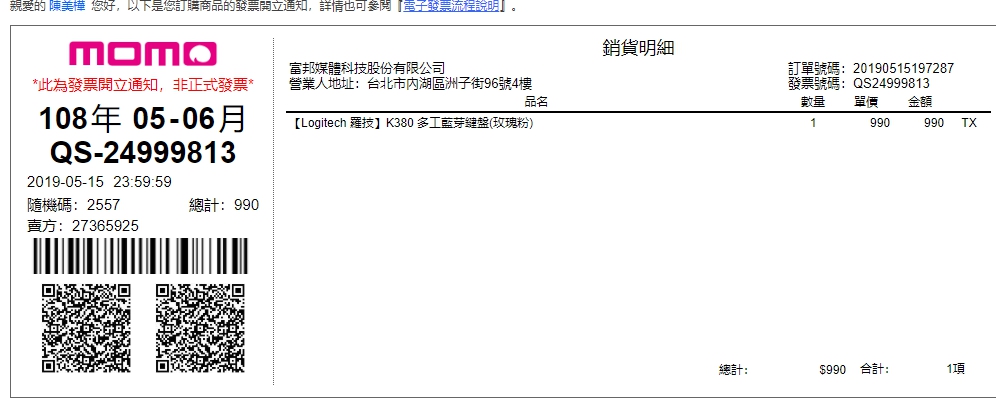 親愛的 陳美樺 您好，以下是您訂購商品的發票開立通知，詳情也可參閱『電子發票流程說明』。
momo
*此為發票開立通知，非正式發票*
108年 05-06月
QS-24999813
2019-05-15 23:59:59
隨機碼：2557 總計：990
賣方：27365925
銷貨明細
富邦媒體科技股份有限公司 訂單號碼：20190515197287
營業人地址：台北市內湖區洲子街96號4樓 發票號碼：QS24999813
品名 數量 單價 金額
【Logitech 羅技】K380 多工藍芽鍵盤(玫瑰粉) 1 990 990 TX
總計： $990 合計： 1項